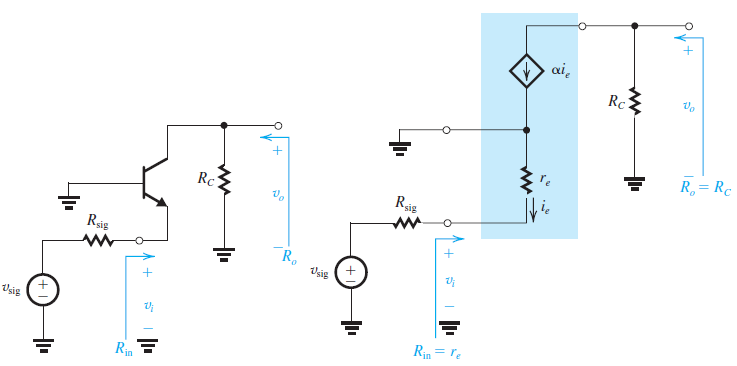 R_C
+
v_o
−
R_o
R_sig
v_sig
+
−
+
v_i
−
R_in
αi_e
R_C
+
v_o
−
R_o = R_C
r_e
i_e
R_sig
v_sig
+
−
+
v_i
−
R_in = r_e